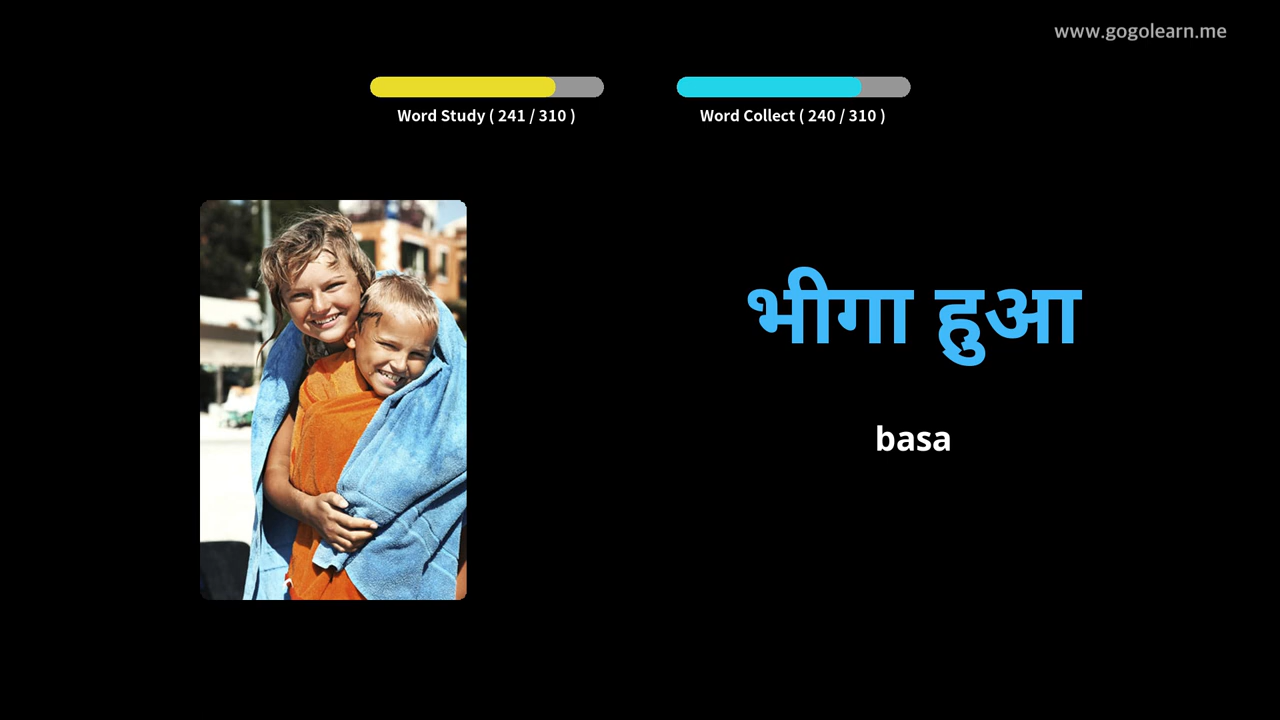 www.gogolearn.me
Word Study ( 241 / 310 )
Word Collect ( 240 / 310 )
भीगा हुआ
basa